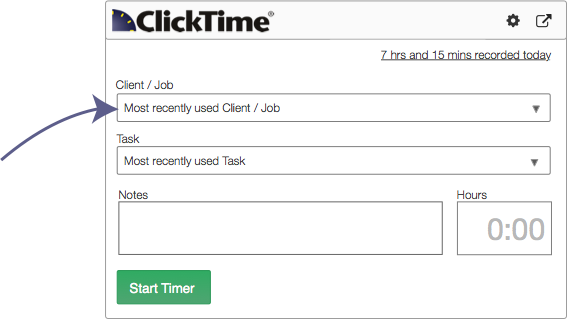 ClickTime®
7 hrs and 15 mins recorded today
Client / Job
Most recently used Client / Job
Task
Most recently used Task
Notes
Hours
0:00
Start Timer